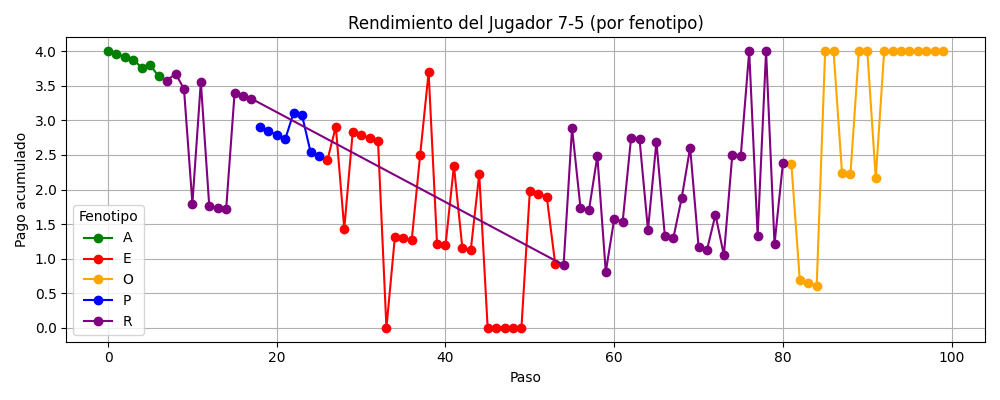 Rendimiento del Jugador 7-5 (por fenotipo)
Pago acumulado
4.0
3.5
3.0
2.5
2.0
1.5
1.0
0.5
0.0
Fenotipo
A
E
O
P
R
0 20 40 60 80 100
Paso